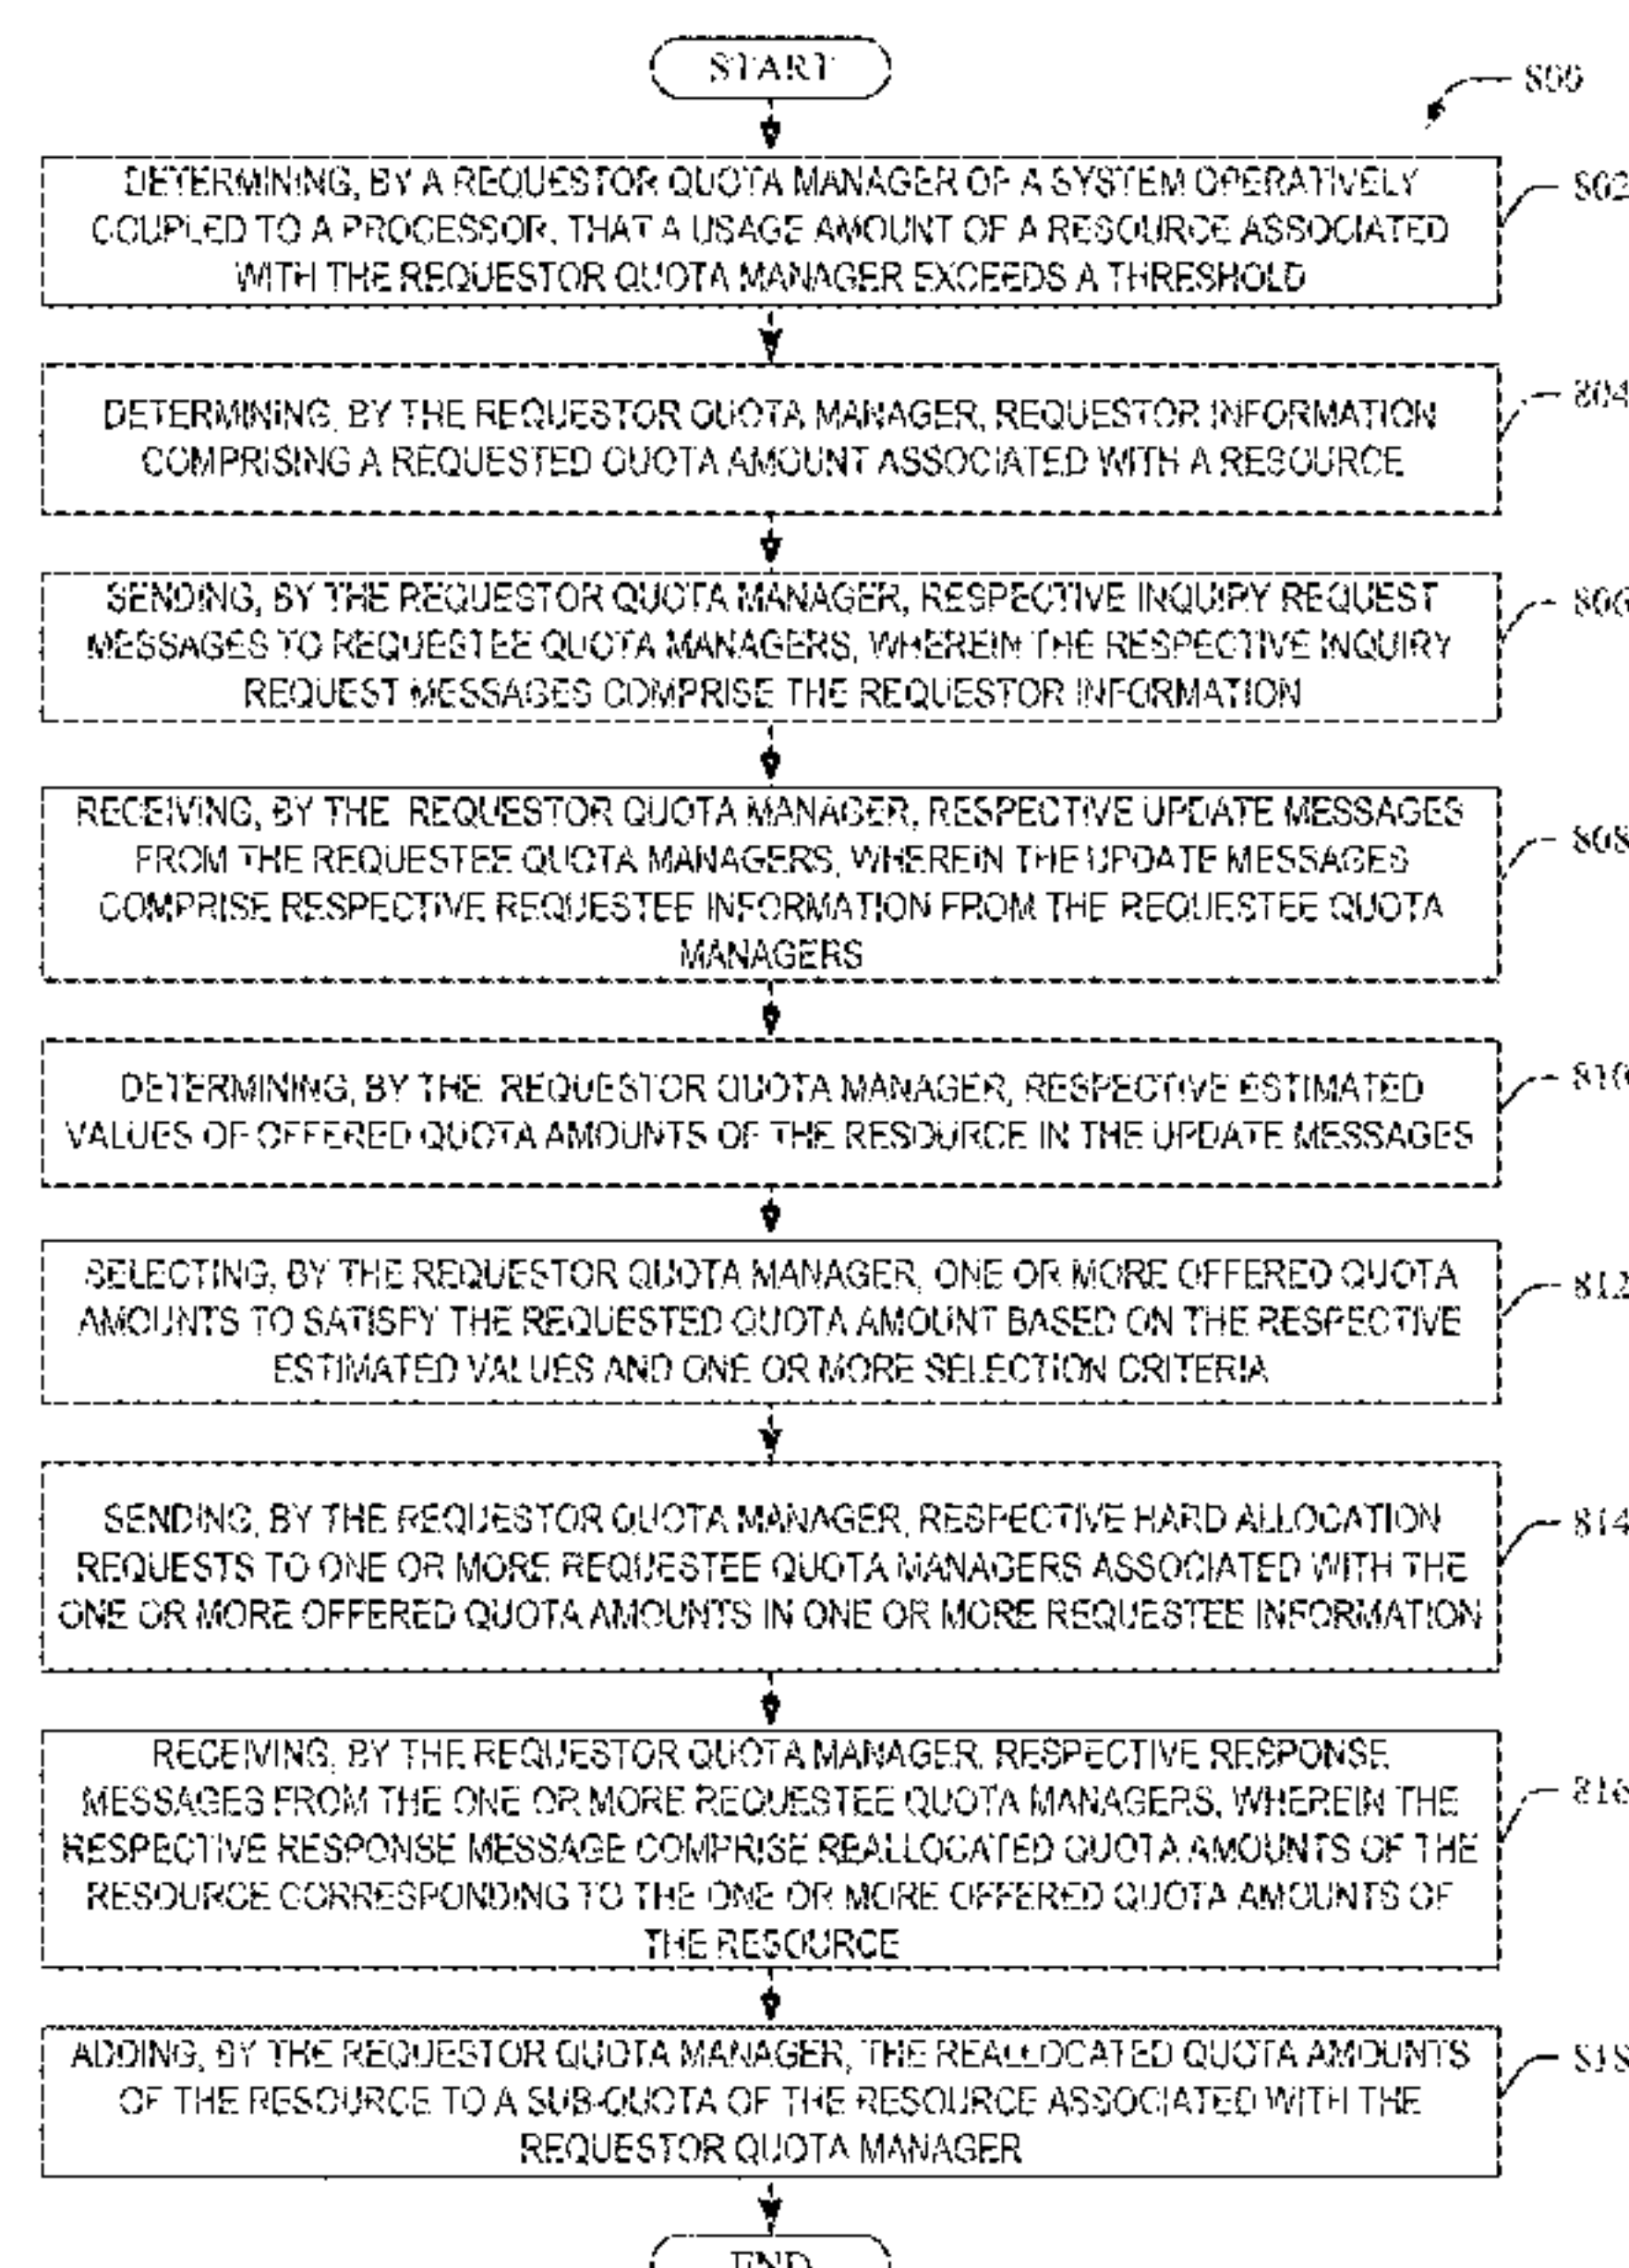 START
800
DETERMINING, BY A REQUESTOR QUOTA MANAGER OF A SYSTEM OPERATIVELY
COUPLED TO A PROCESSOR, THAT A USAGE AMOUNT OF A RESOURCE ASSOCIATED
WITH THE REQUESTOR QUOTA MANAGER EXCEEDS A THRESHOLD
802
DETERMINING, BY THE REQUESTOR QUOTA MANAGER, REQUESTOR INFORMATION
COMPRISING A REQUESTED QUOTA AMOUNT ASSOCIATED WITH A RESOURCE
804
SENDING, BY THE REQUESTOR QUOTA MANAGER, RESPECTIVE INQUIRY REQUEST
MESSAGES TO REQUESTEE QUOTA MANAGERS, WHEREIN THE RESPECTIVE INQUIRY
REQUEST MESSAGES COMPRISE THE REQUESTOR INFORMATION
806
RECEIVING, BY THE REQUESTOR QUOTA MANAGER, RESPECTIVE UPDATE MESSAGES
FROM THE REQUESTEE QUOTA MANAGERS, WHEREIN THE UPDATE MESSAGES
COMPRISE RESPECTIVE REQUESTEE INFORMATION FROM THE REQUESTEE QUOTA
MANAGERS
808
DETERMINING, BY THE REQUESTOR QUOTA MANAGER, RESPECTIVE ESTIMATED
VALUES OF OFFERED QUOTA AMOUNTS OF THE RESOURCE IN THE UPDATE MESSAGES
810
SELECTING, BY THE REQUESTOR QUOTA MANAGER, ONE OR MORE OFFERED QUOTA
AMOUNTS TO SATISFY THE REQUESTED QUOTA AMOUNT BASED ON THE RESPECTIVE
ESTIMATED VALUES AND ONE OR MORE SELECTION CRITERIA
812
SENDING, BY THE REQUESTOR QUOTA MANAGER, RESPECTIVE HARD ALLOCATION
REQUESTS TO ONE OR MORE REQUESTEE QUOTA MANAGERS ASSOCIATED WITH THE
ONE OR MORE OFFERED QUOTA AMOUNTS IN ONE OR MORE REQUESTEE INFORMATION
814
RECEIVING, BY THE REQUESTOR QUOTA MANAGER, RESPECTIVE RESPONSE
MESSAGES FROM THE ONE OR MORE REQUESTEE QUOTA MANAGERS, WHEREIN THE
RESPECTIVE RESPONSE MESSAGE COMPRISE REALLOCATED QUOTA AMOUNTS OF THE
RESOURCE CORRESPONDING TO THE ONE OR MORE OFFERED QUOTA AMOUNTS OF
THE RESOURCE
816
ADDING, BY THE REQUESTOR QUOTA MANAGER, THE REALLOCATED QUOTA AMOUNTS
OF THE RESOURCE TO A SUB-QUOTA OF THE RESOURCE ASSOCIATED WITH THE
REQUESTOR QUOTA MANAGER
818
END